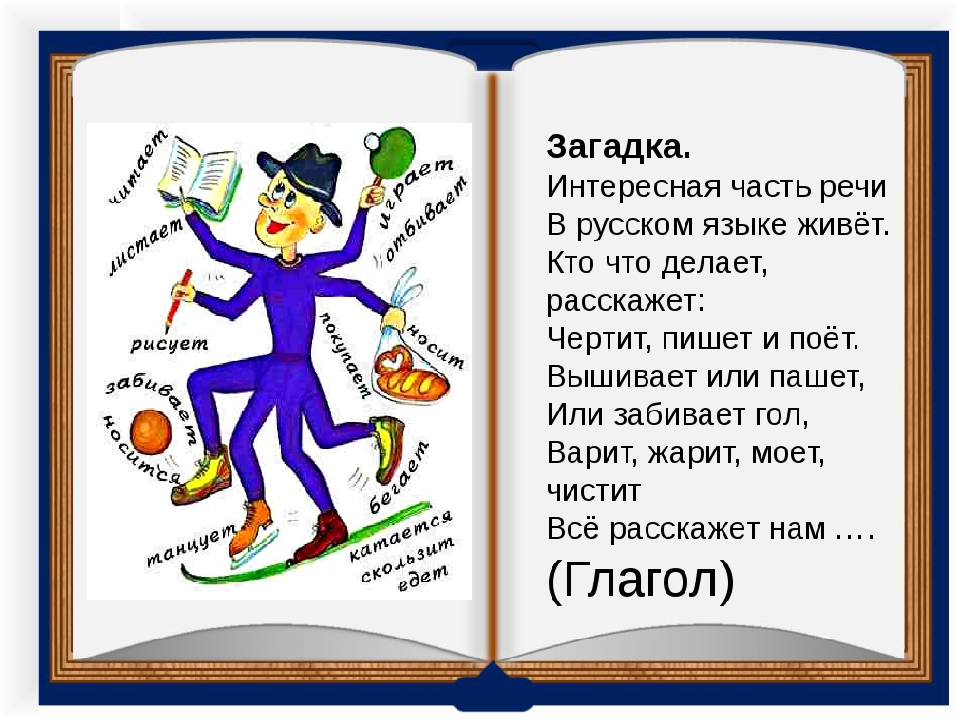 читает
листает
рисует
забивает
носится
танцует
играет
отбивает
покупает
носит
бегает
катается
скользит
едет
Загадка.
Интересная часть речи
В русском языке живёт.
Кто что делает,
расскажет:
Чертит, пишет и поёт.
Вышивает или пашет,
Или забивает гол,
Варит, жарит, моет,
чистит
Всё расскажет нам ….
(Глагол)